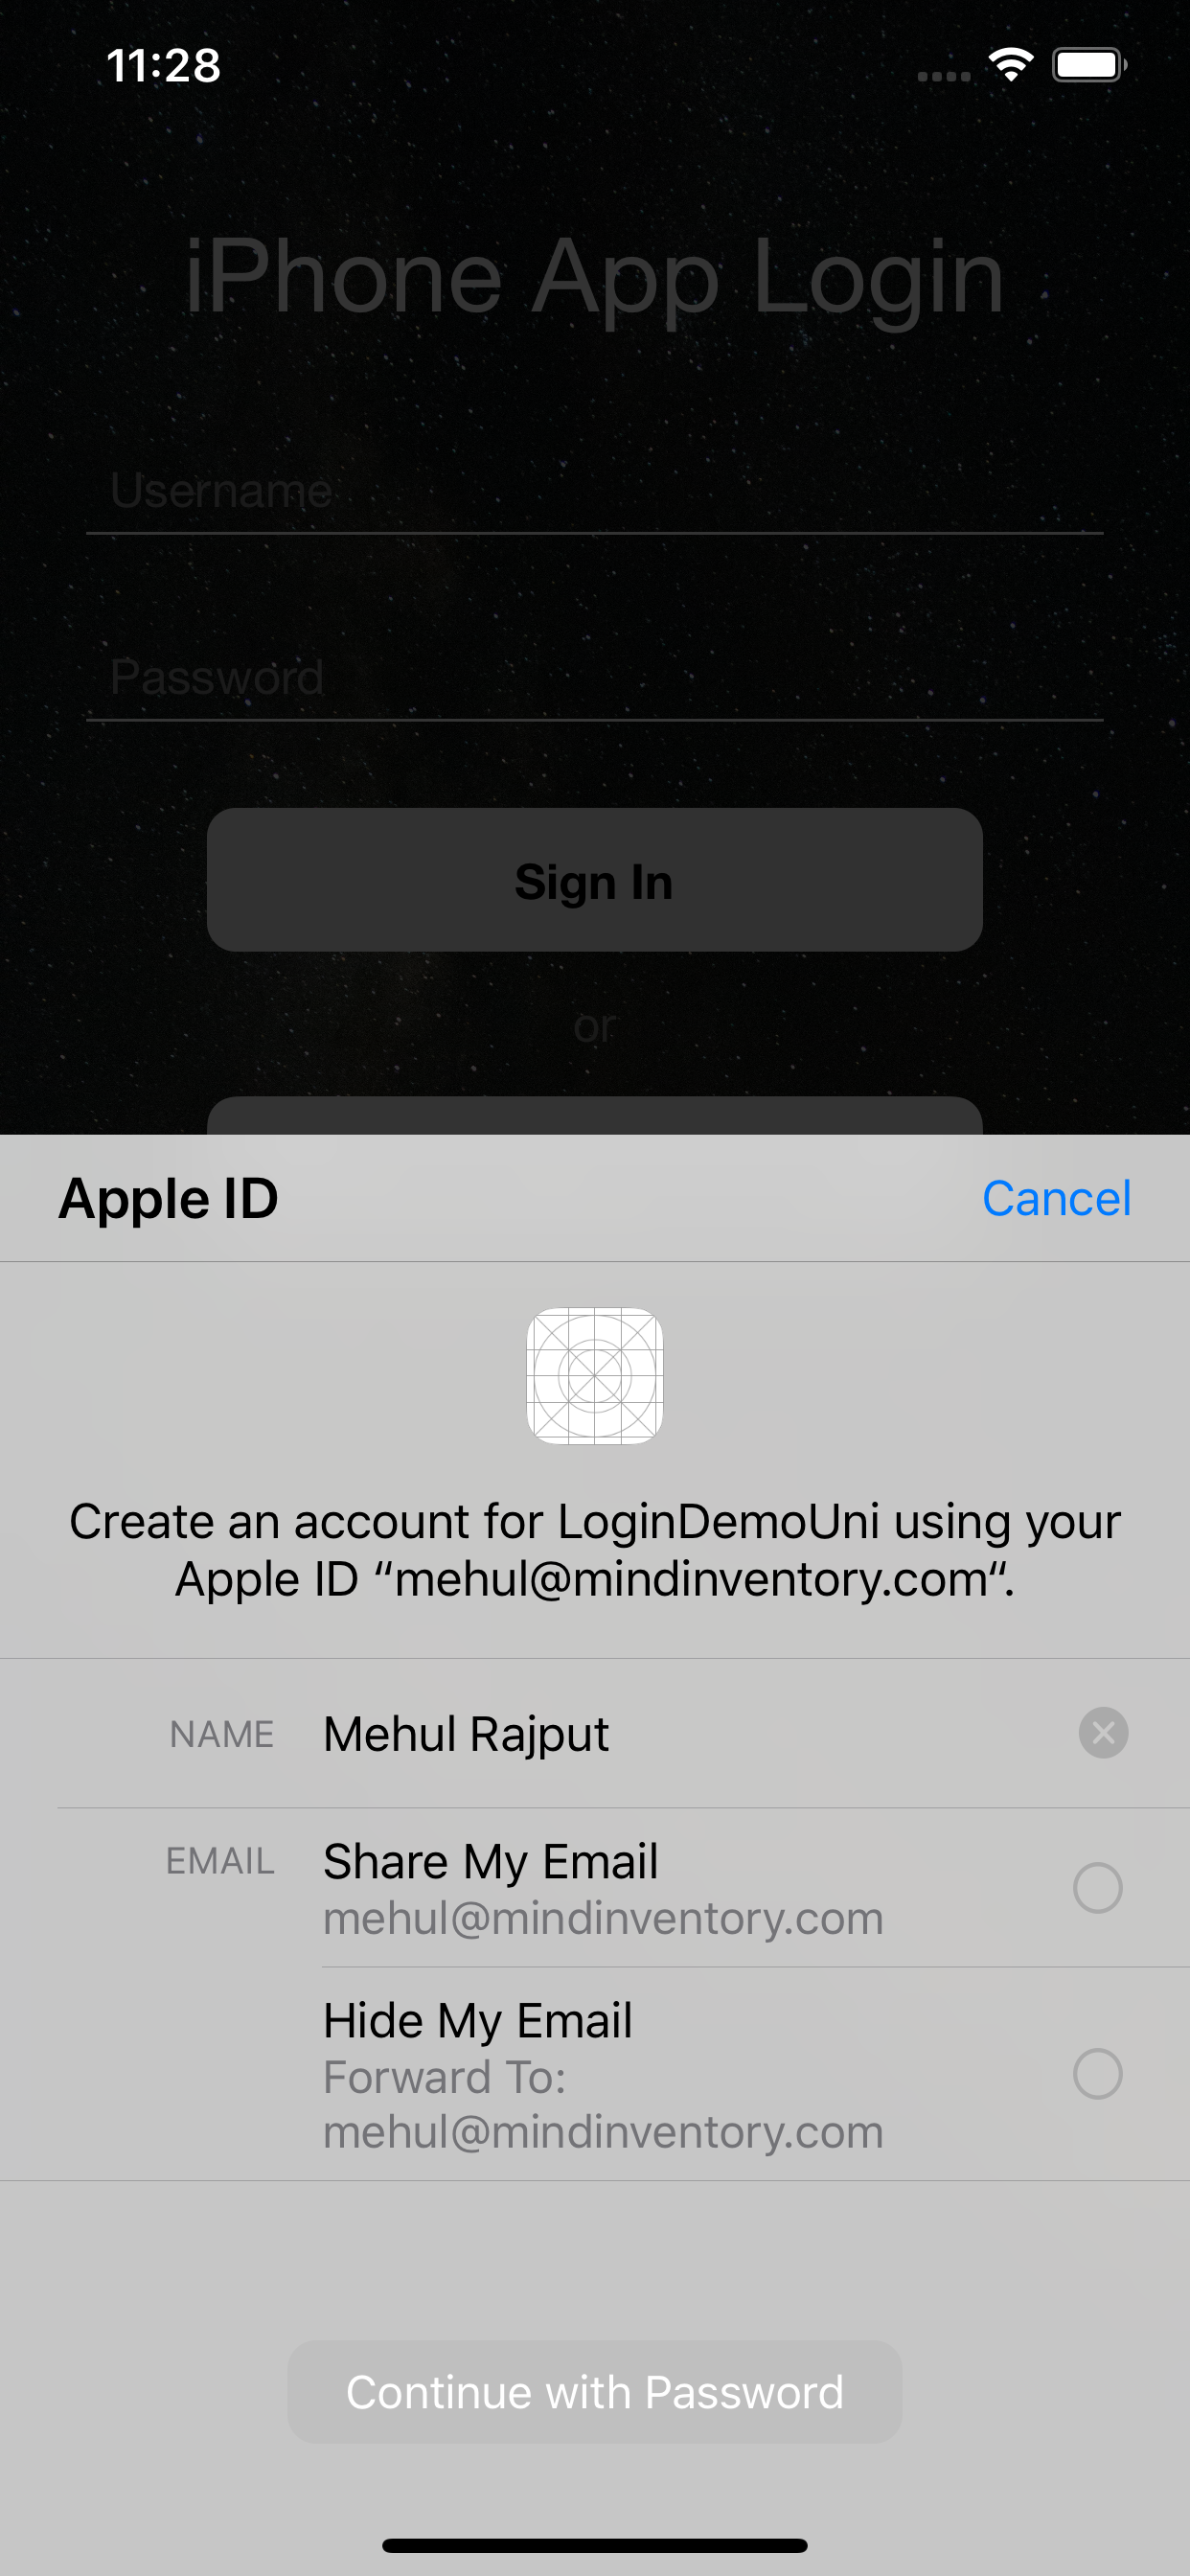 11:28
iPhone App Login
Username
Password
Sign In
or
Apple ID
Cancel
Create an account for LoginDemoUni using your
Apple ID “mehul@mindinventory.com“.
NAME
Mehul Rajput
EMAIL
Share My Email
mehul@mindinventory.com
Hide My Email
Forward To:
mehul@mindinventory.com
Continue with Password